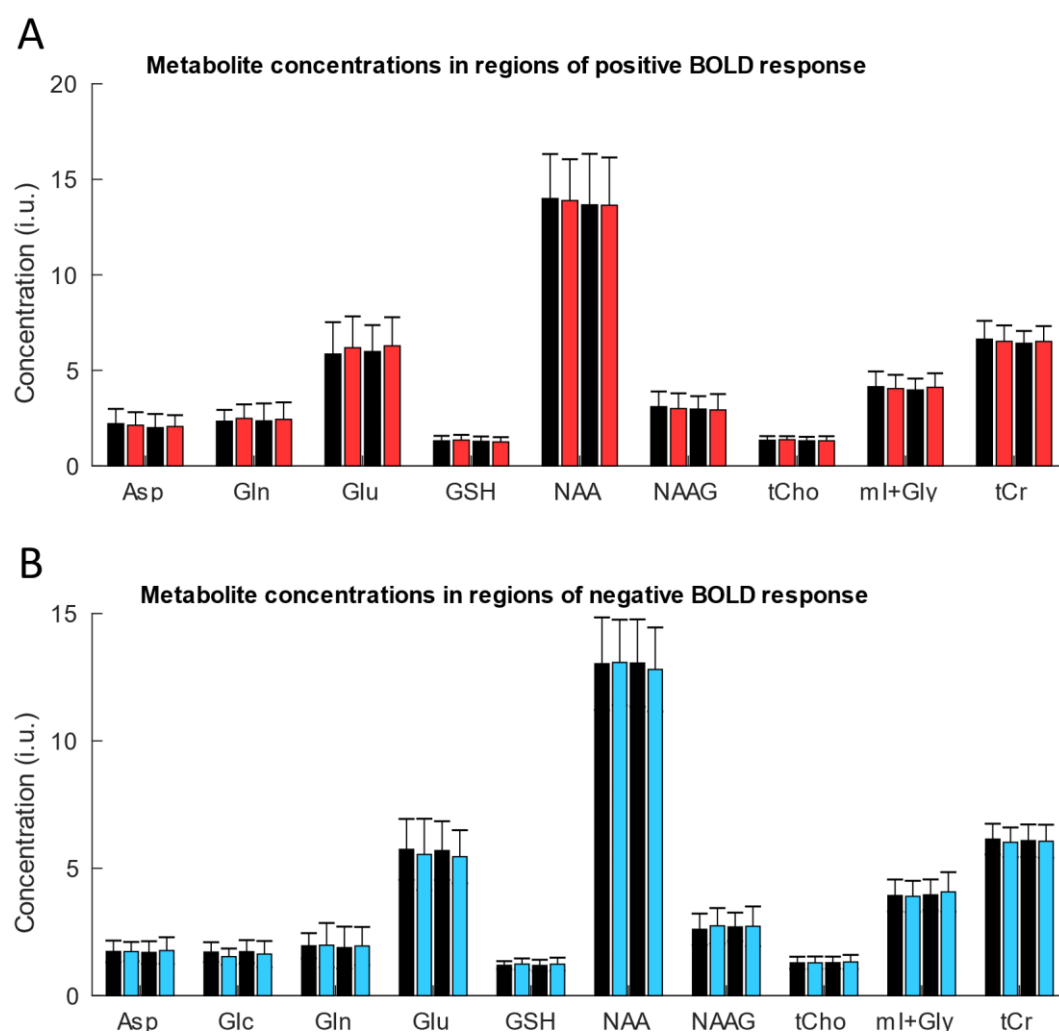 A
Metabolite concentrations in regions of positive BOLD response
Concentration (i.u.)
20
15
10
5
0
Asp Gln Glu GSH NAA NAAG tCho mI+Gly tCr
B
Metabolite concentrations in regions of negative BOLD response
Concentration (i.u.)
15
10
5
0
Asp Glc Gln Glu GSH NAA NAAG tCho mI+Gly tCr